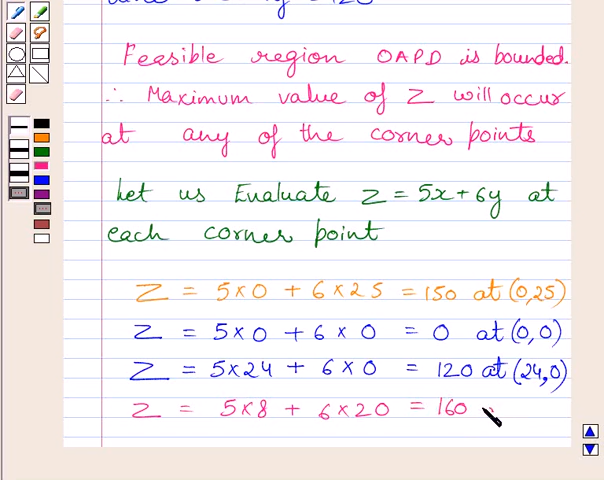 Feasible region OAPD is bounded.
∴ Maximum value of Z will occur
at any of the corner points
Let us Evaluate Z = 5x + 6y at
each corner point
Z = 5×0 + 6×25 = 150 at (0,25)
Z = 5×0 + 6×0 = 0 at (0,0)
Z = 5×24 + 6×0 = 120 at (24,0)
Z = 5×8 + 6×20 = 160